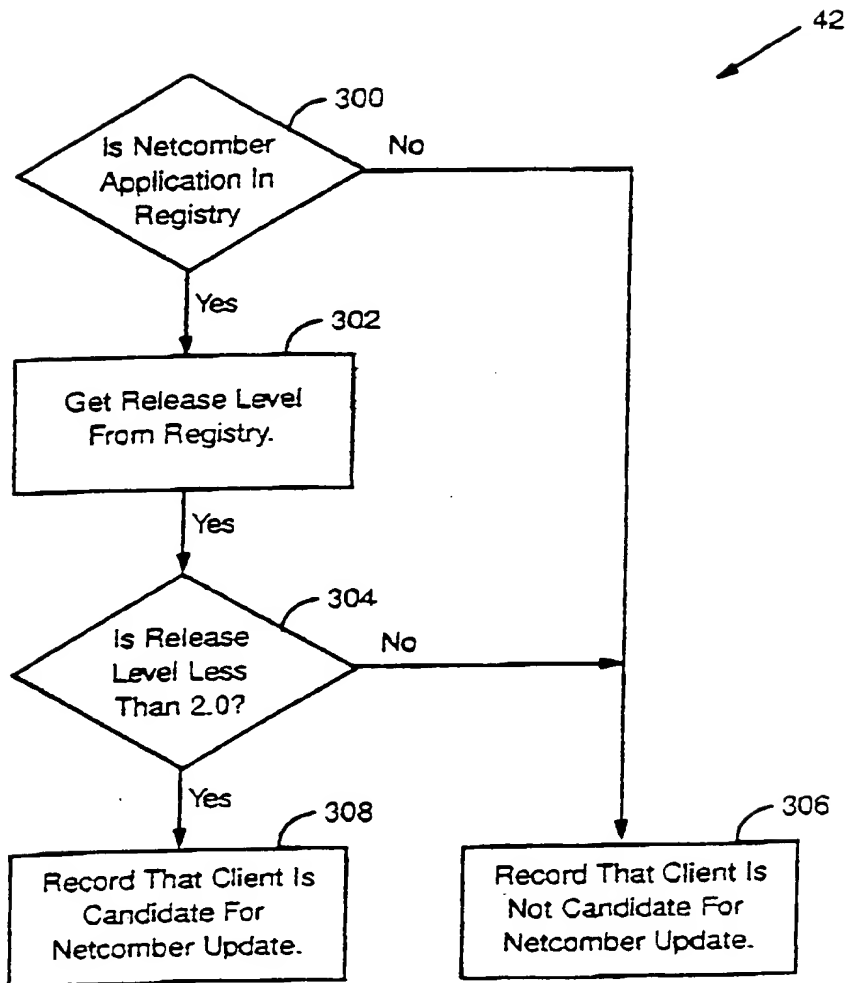 42
300
Is Netcomber
Application In
Registry
No
Yes
302
Get Release Level
From Registry.
Yes
304
Is Release
Level Less
Than 2.0?
No
Yes
308
Record That Client Is
Candidate For
Netcomber Update.
306
Record That Client Is
Not Candidate For
Netcomber Update.